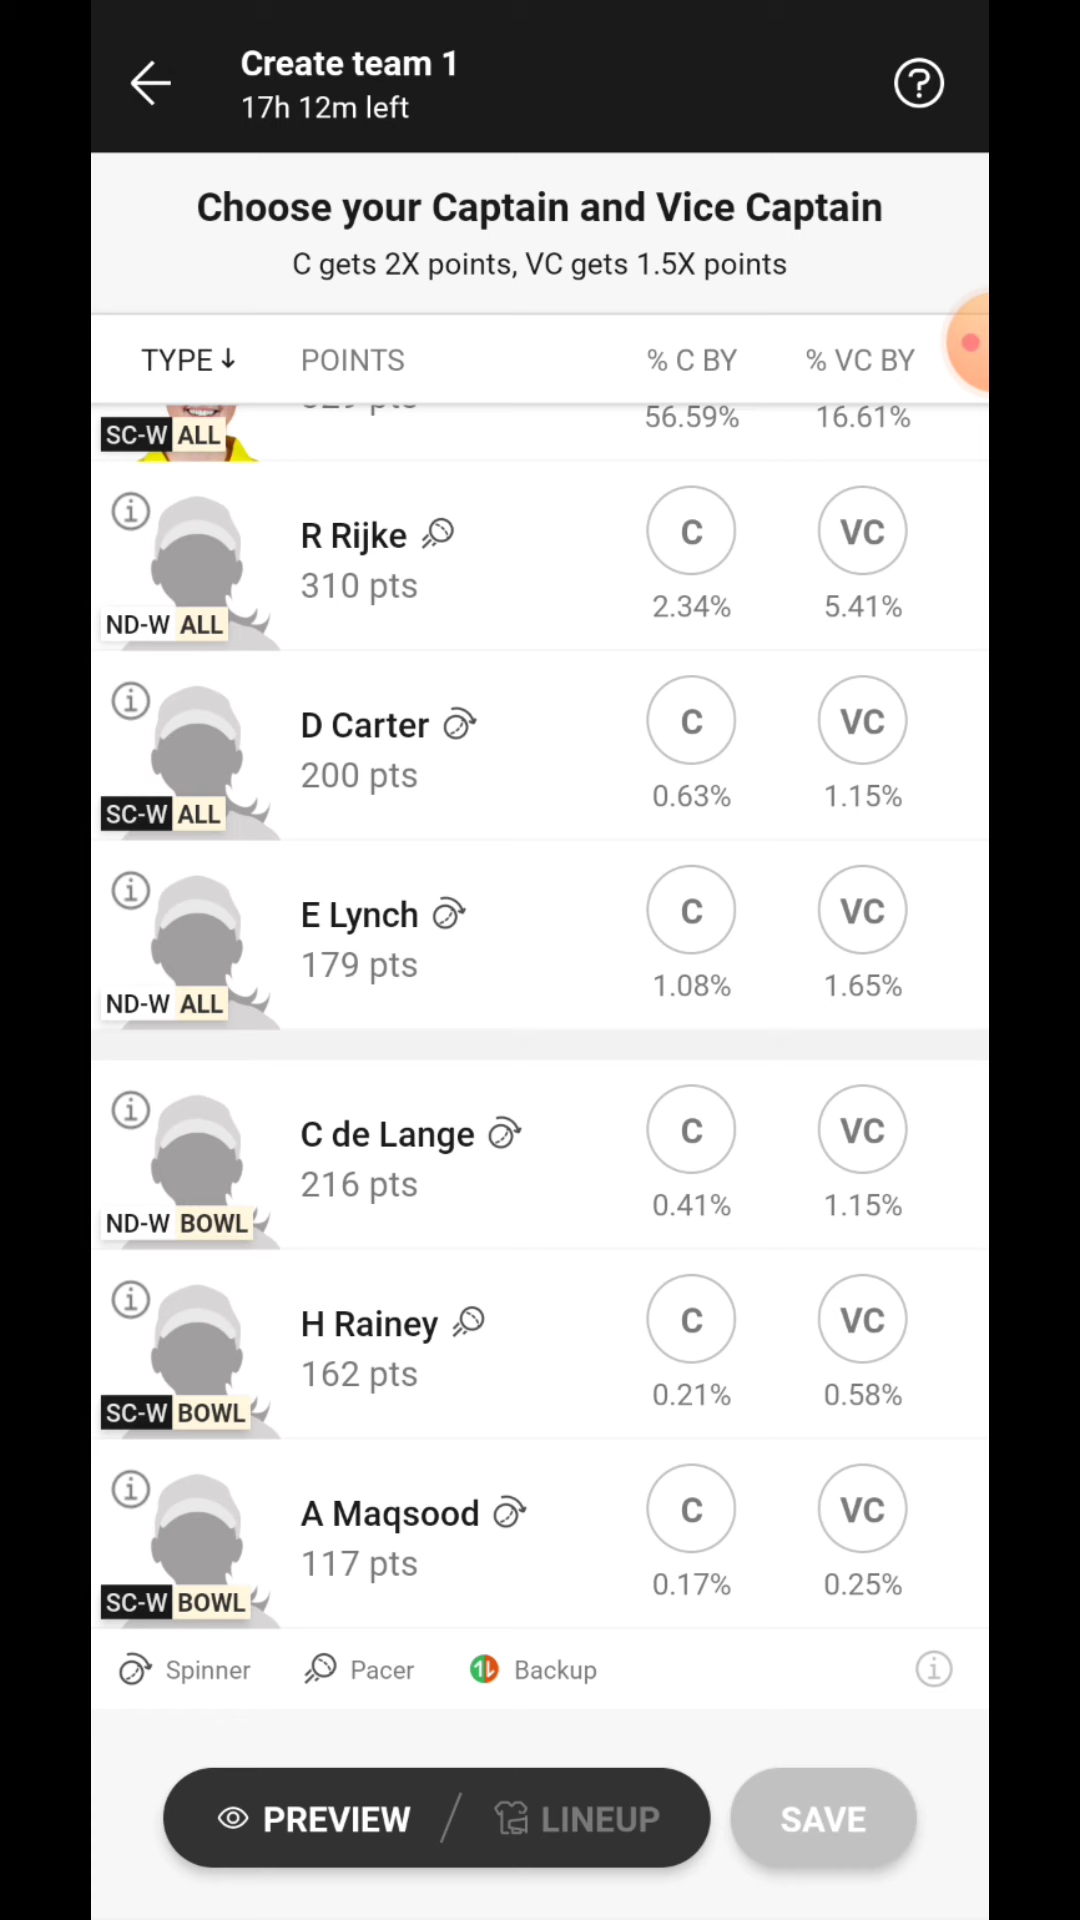 Create team 1
17h 12m left
Choose your Captain and Vice Captain
C gets 2X points, VC gets 1.5X points
TYPE↓ POINTS % C BY % VC BY
56.59% 16.61%
SC-W ALL
R Rijke C VC
310 pts 2.34% 5.41%
ND-W ALL
D Carter C VC
200 pts 0.63% 1.15%
SC-W ALL
E Lynch C VC
179 pts 1.08% 1.65%
ND-W ALL
C de Lange C VC
216 pts 0.41% 1.15%
ND-W BOWL
H Rainey C VC
162 pts 0.21% 0.58%
SC-W BOWL
A Maqsood C VC
117 pts 0.17% 0.25%
SC-W BOWL
Spinner Pacer Backup
PREVIEW / LINEUP SAVE